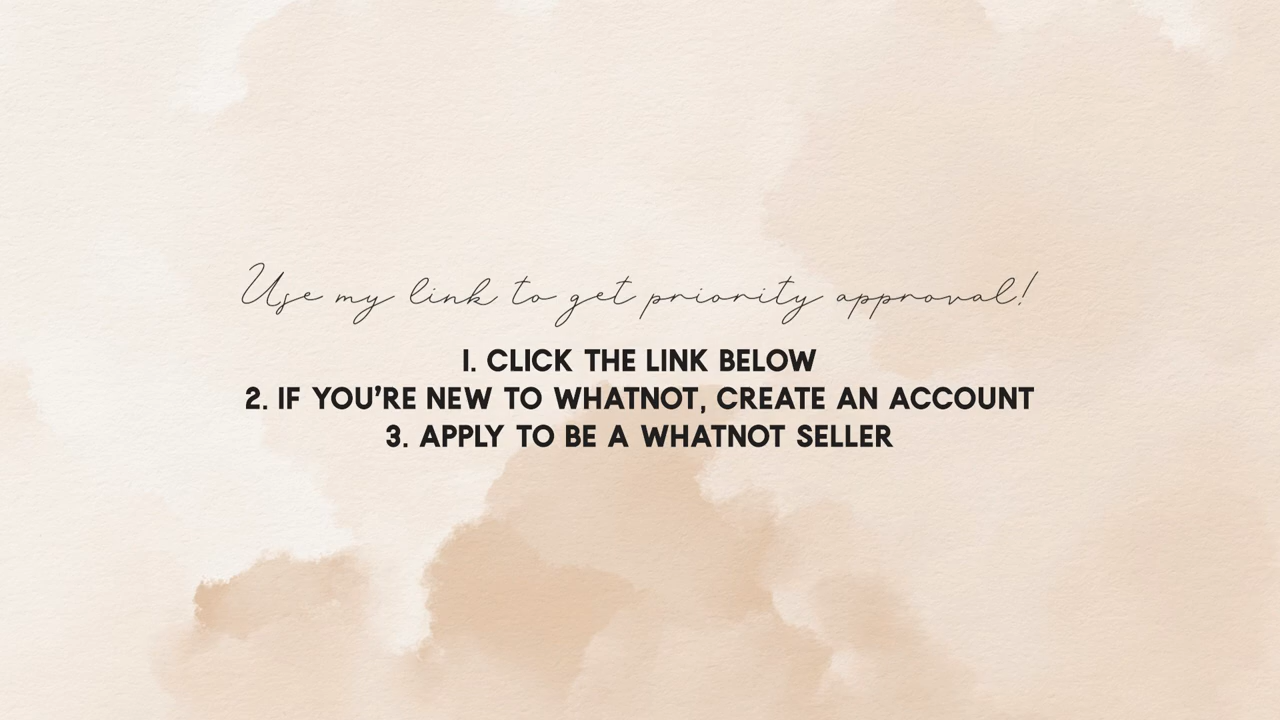 Use my link to get priority approval!
1. CLICK THE LINK BELOW
2. IF YOU'RE NEW TO WHATNOT, CREATE AN ACCOUNT
3. APPLY TO BE A WHATNOT SELLER